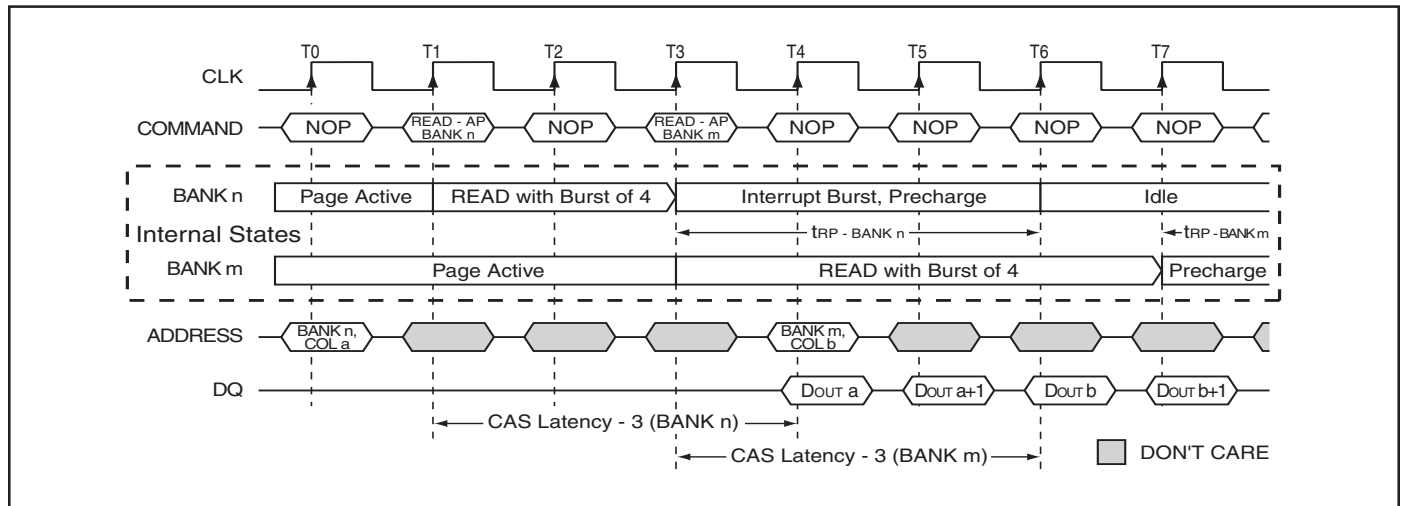 T0 T1 T2 T3 T4 T5 T6 T7
CLK
COMMAND NOP READ - AP BANK n NOP READ - AP BANK m NOP NOP NOP NOP
BANK n Page Active READ with Burst of 4 Interrupt Burst, Precharge Idle
Internal States tRP - BANK n tRP - BANK m
BANK m Page Active READ with Burst of 4 Precharge
ADDRESS BANK n, COL a BANK m, COL b
DQ DOUT a DOUT a+1 DOUT b DOUT b+1
CAS Latency - 3 (BANK n)
CAS Latency - 3 (BANK m) DON'T CARE